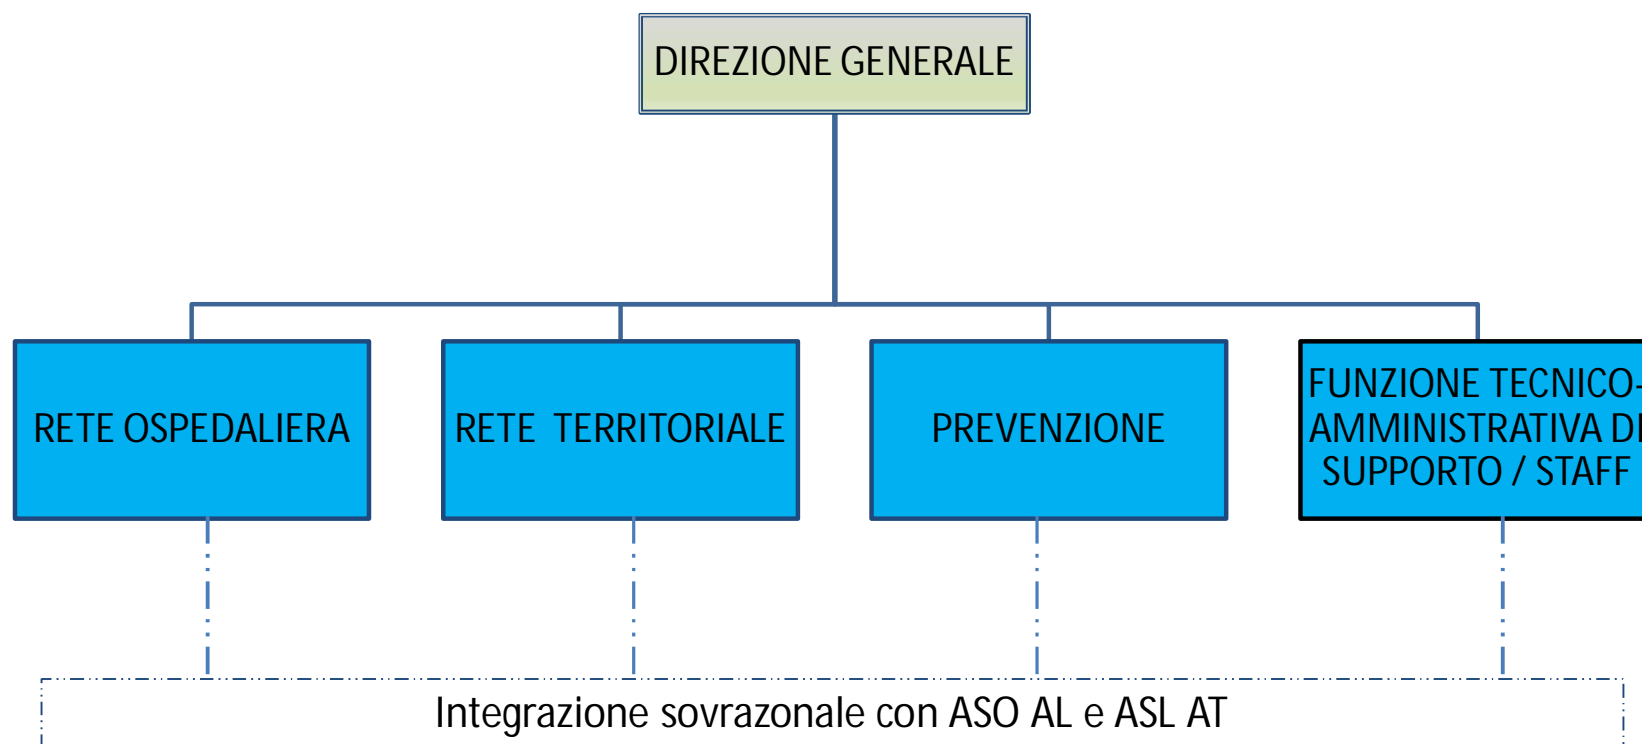 DIREZIONE GENERALE
RETE OSPEDALIERA
RETE TERRITORIALE
PREVENZIONE
FUNZIONE TECNICO-
AMMINISTRATIVA DI
SUPPORTO / STAFF
Integrazione sovrazonale con ASO AL e ASL AT